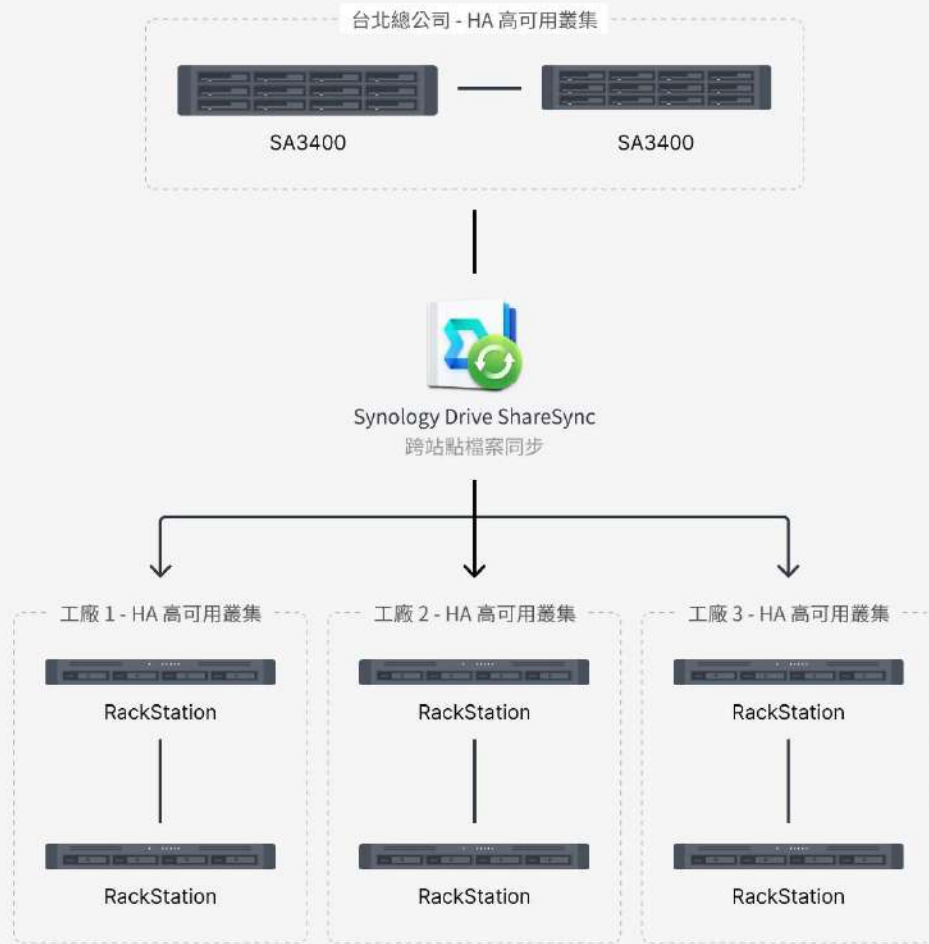 台北總公司 - HA 高可用叢集
SA3400
SA3400
Synology Drive ShareSync
跨站點檔案同步
工廠 1 - HA 高可用叢集
工廠 2 - HA 高可用叢集
工廠 3 - HA 高可用叢集
RackStation
RackStation
RackStation
RackStation
RackStation
RackStation